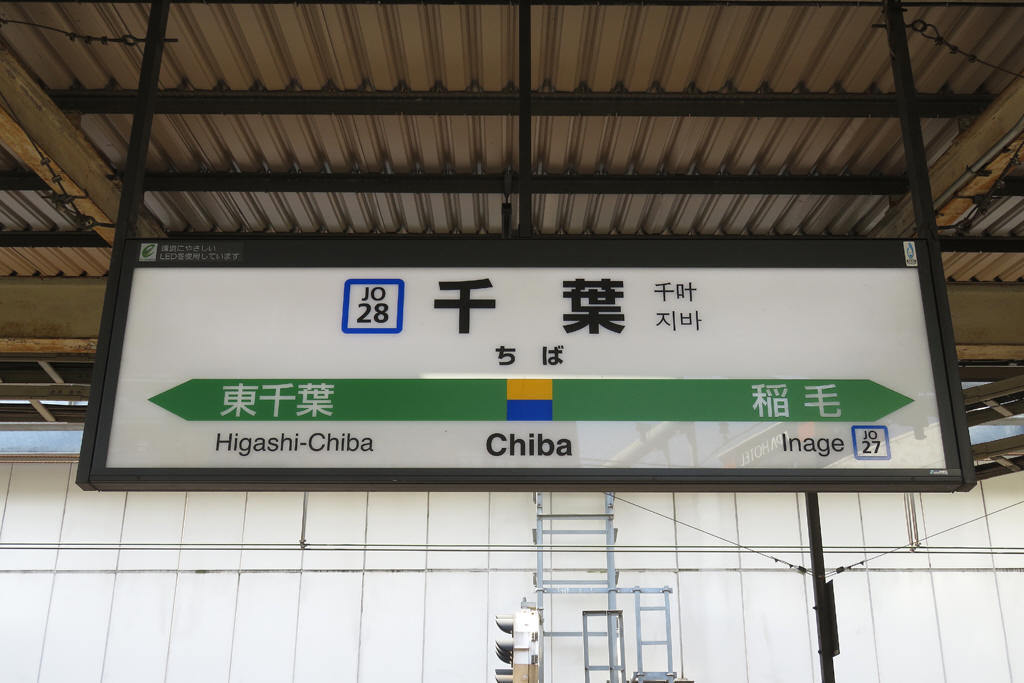 環境にやさしい
LEDを使用しています
JO
28
千葉
千叶
지바
ちば
東千葉
稲毛
Higashi-Chiba
Chiba
Inage
JO
27